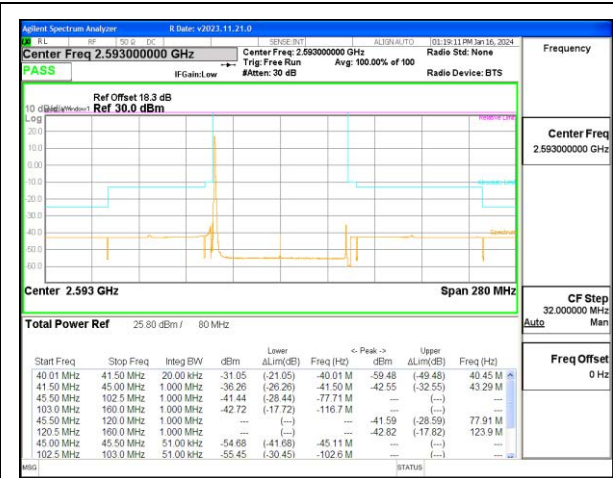 Agilent Spectrum Analyzer R.Date: v2023.11.21.0
RL RF 50 Ω DC SENSE:INT ALIGN AUTO 01:19:11 PM Jan 16, 2024
Center Freq 2.593000000 GHz Center Freq: 2.593000000 GHz Radio Std: None
Trig: Free Run Avg: 100.00% of 100
PASS IFGain:Low #Atten: 30 dB Radio Device: BTS
Frequency
Ref Offset 18.3 dB
10 dB/div Ref 30.0 dBm
Log Relative Limit
20.0
10.0
0.00
-10.0
-20.0
-30.0
-40.0
Spectrum
-50.0
-60.0
Center 2.593 GHz Span 280 MHz
Center Freq
2.593000000 GHz
CF Step
32.000000 MHz
Auto Man
Freq Offset
0 Hz
Total Power Ref 25.80 dBm / 80 MHz
Lower <- Peak -> Upper
Start Freq Stop Freq Integ BW dBm ΔLim(dB) Freq (Hz) dBm ΔLim(dB) Freq (Hz)
40.01 MHz 41.50 MHz 20.00 kHz -31.05 (-21.05) -40.01 M -59.48 (-49.48) 40.45 M
41.50 MHz 45.00 MHz 1.000 MHz -36.26 (-26.26) -41.50 M -42.55 (-32.55) 43.29 M
45.50 MHz 102.5 MHz 1.000 MHz -41.44 (-28.44) -77.71 M --- (---)
103.0 MHz 160.0 MHz 1.000 MHz -42.72 (-17.72) -116.7 M --- (---)
45.50 MHz 120.0 MHz 1.000 MHz --- (---) -41.59 (-28.59) 77.91 M
120.5 MHz 160.0 MHz 1.000 MHz --- (---) -42.82 (-17.82) 123.9 M
45.00 MHz 45.50 MHz 51.00 kHz -54.68 (-41.68) -45.11 M --- (---)
102.5 MHz 103.0 MHz 51.00 kHz -55.45 (-30.45) -102.6 M --- (---)
MSG STATUS